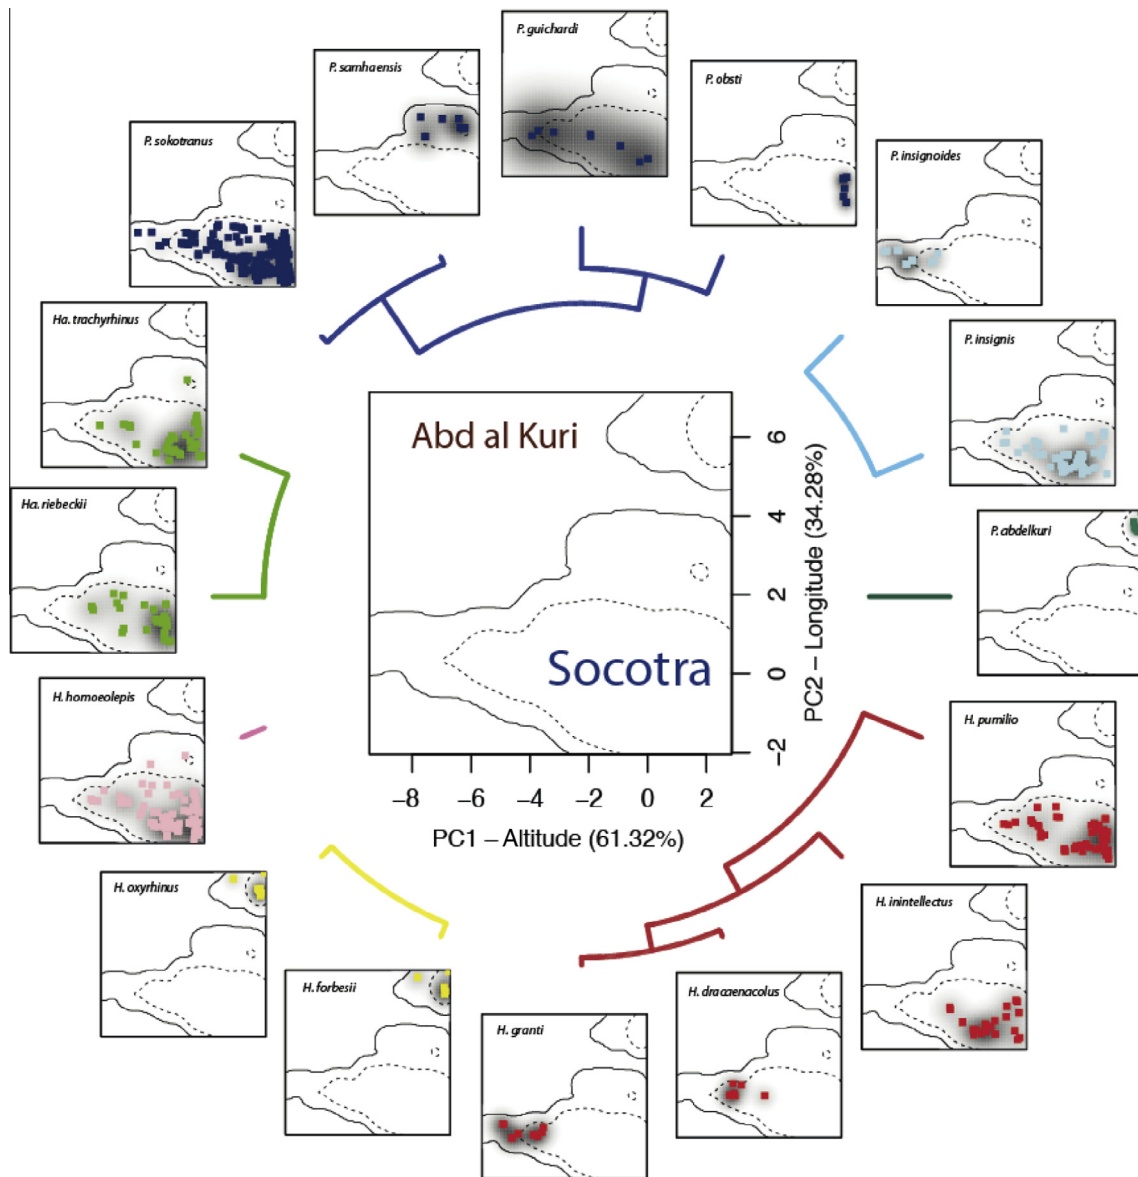 P. guichardi
P. samhaensis
P. obsti
P. sokotranus
P. insignoides
Ha. trachyrhinus
P. insignis
Abd al Kuri
6
4
2
0
−2
PC2 – Longitude (34.28%)
Socotra
Ha. riebeckii
P. abdelkuri
H. homoeolepis
H. pumilio
−8 −6 −4 −2 0 2
PC1 – Altitude (61.32%)
H. oxyrhinus
H. inintellectus
H. forbesii
H. dracaenacolus
H. granti